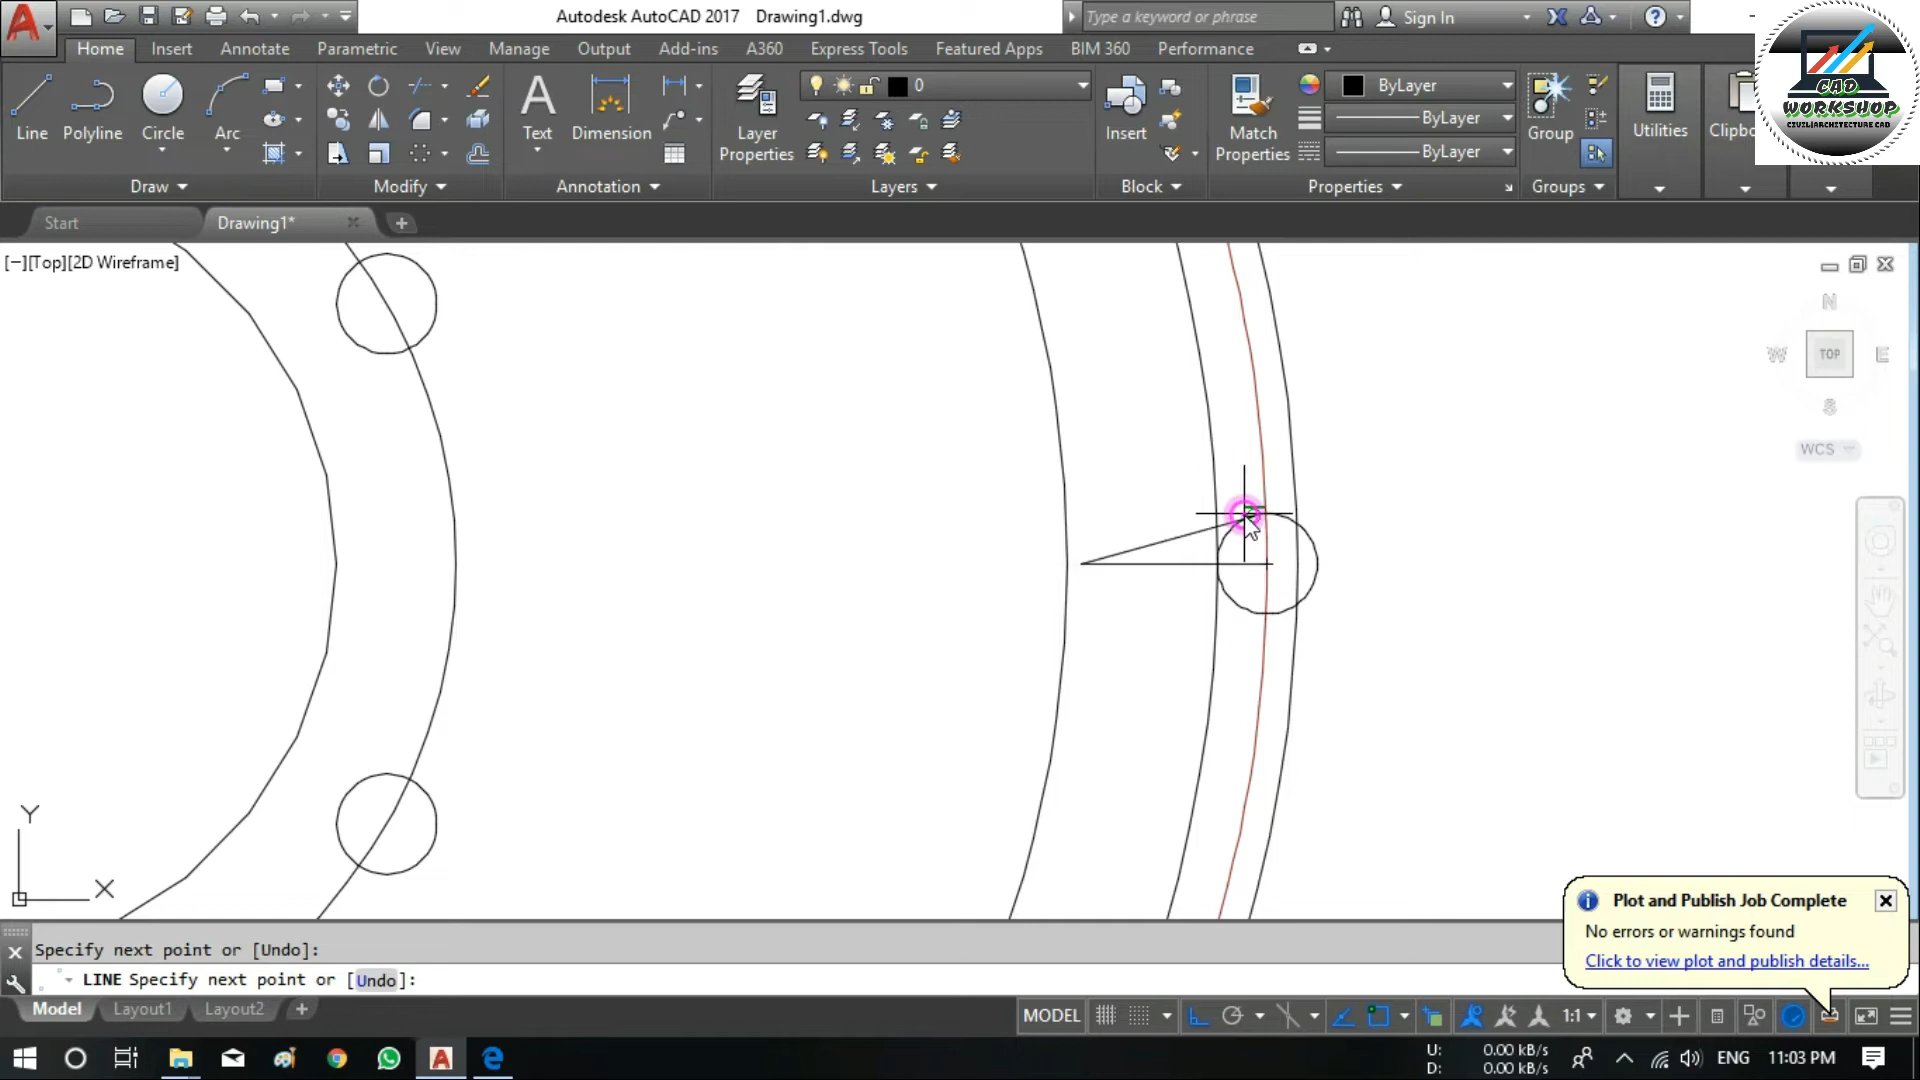 Autodesk AutoCAD 2017 Drawing1.dwg
Type a keyword or phrase
Sign In
Home Insert Annotate Parametric View Manage Output Add-ins A360 Express Tools Featured Apps BIM 360 Performance
CAD
WORKSHOP
CIVIL|ARCHITECTURE CAD
0
ByLayer
ByLayer
ByLayer
Line Polyline Circle Arc
Text Dimension
Layer
Properties
Insert
Match
Properties
Group
Utilities
Clipb
Draw Modify Annotation Layers Block Properties Groups
Start Drawing1*
[−][Top][2D Wireframe]
N
W TOP E
S
WCS
Y
X
Plot and Publish Job Complete
No errors or warnings found
Click to view plot and publish details...
Specify next point or [Undo]:
LINE Specify next point or [Undo]:
Model Layout1 Layout2
MODEL 1:1
U: 0.00 kB/s
D: 0.00 kB/s
ENG 11:03 PM